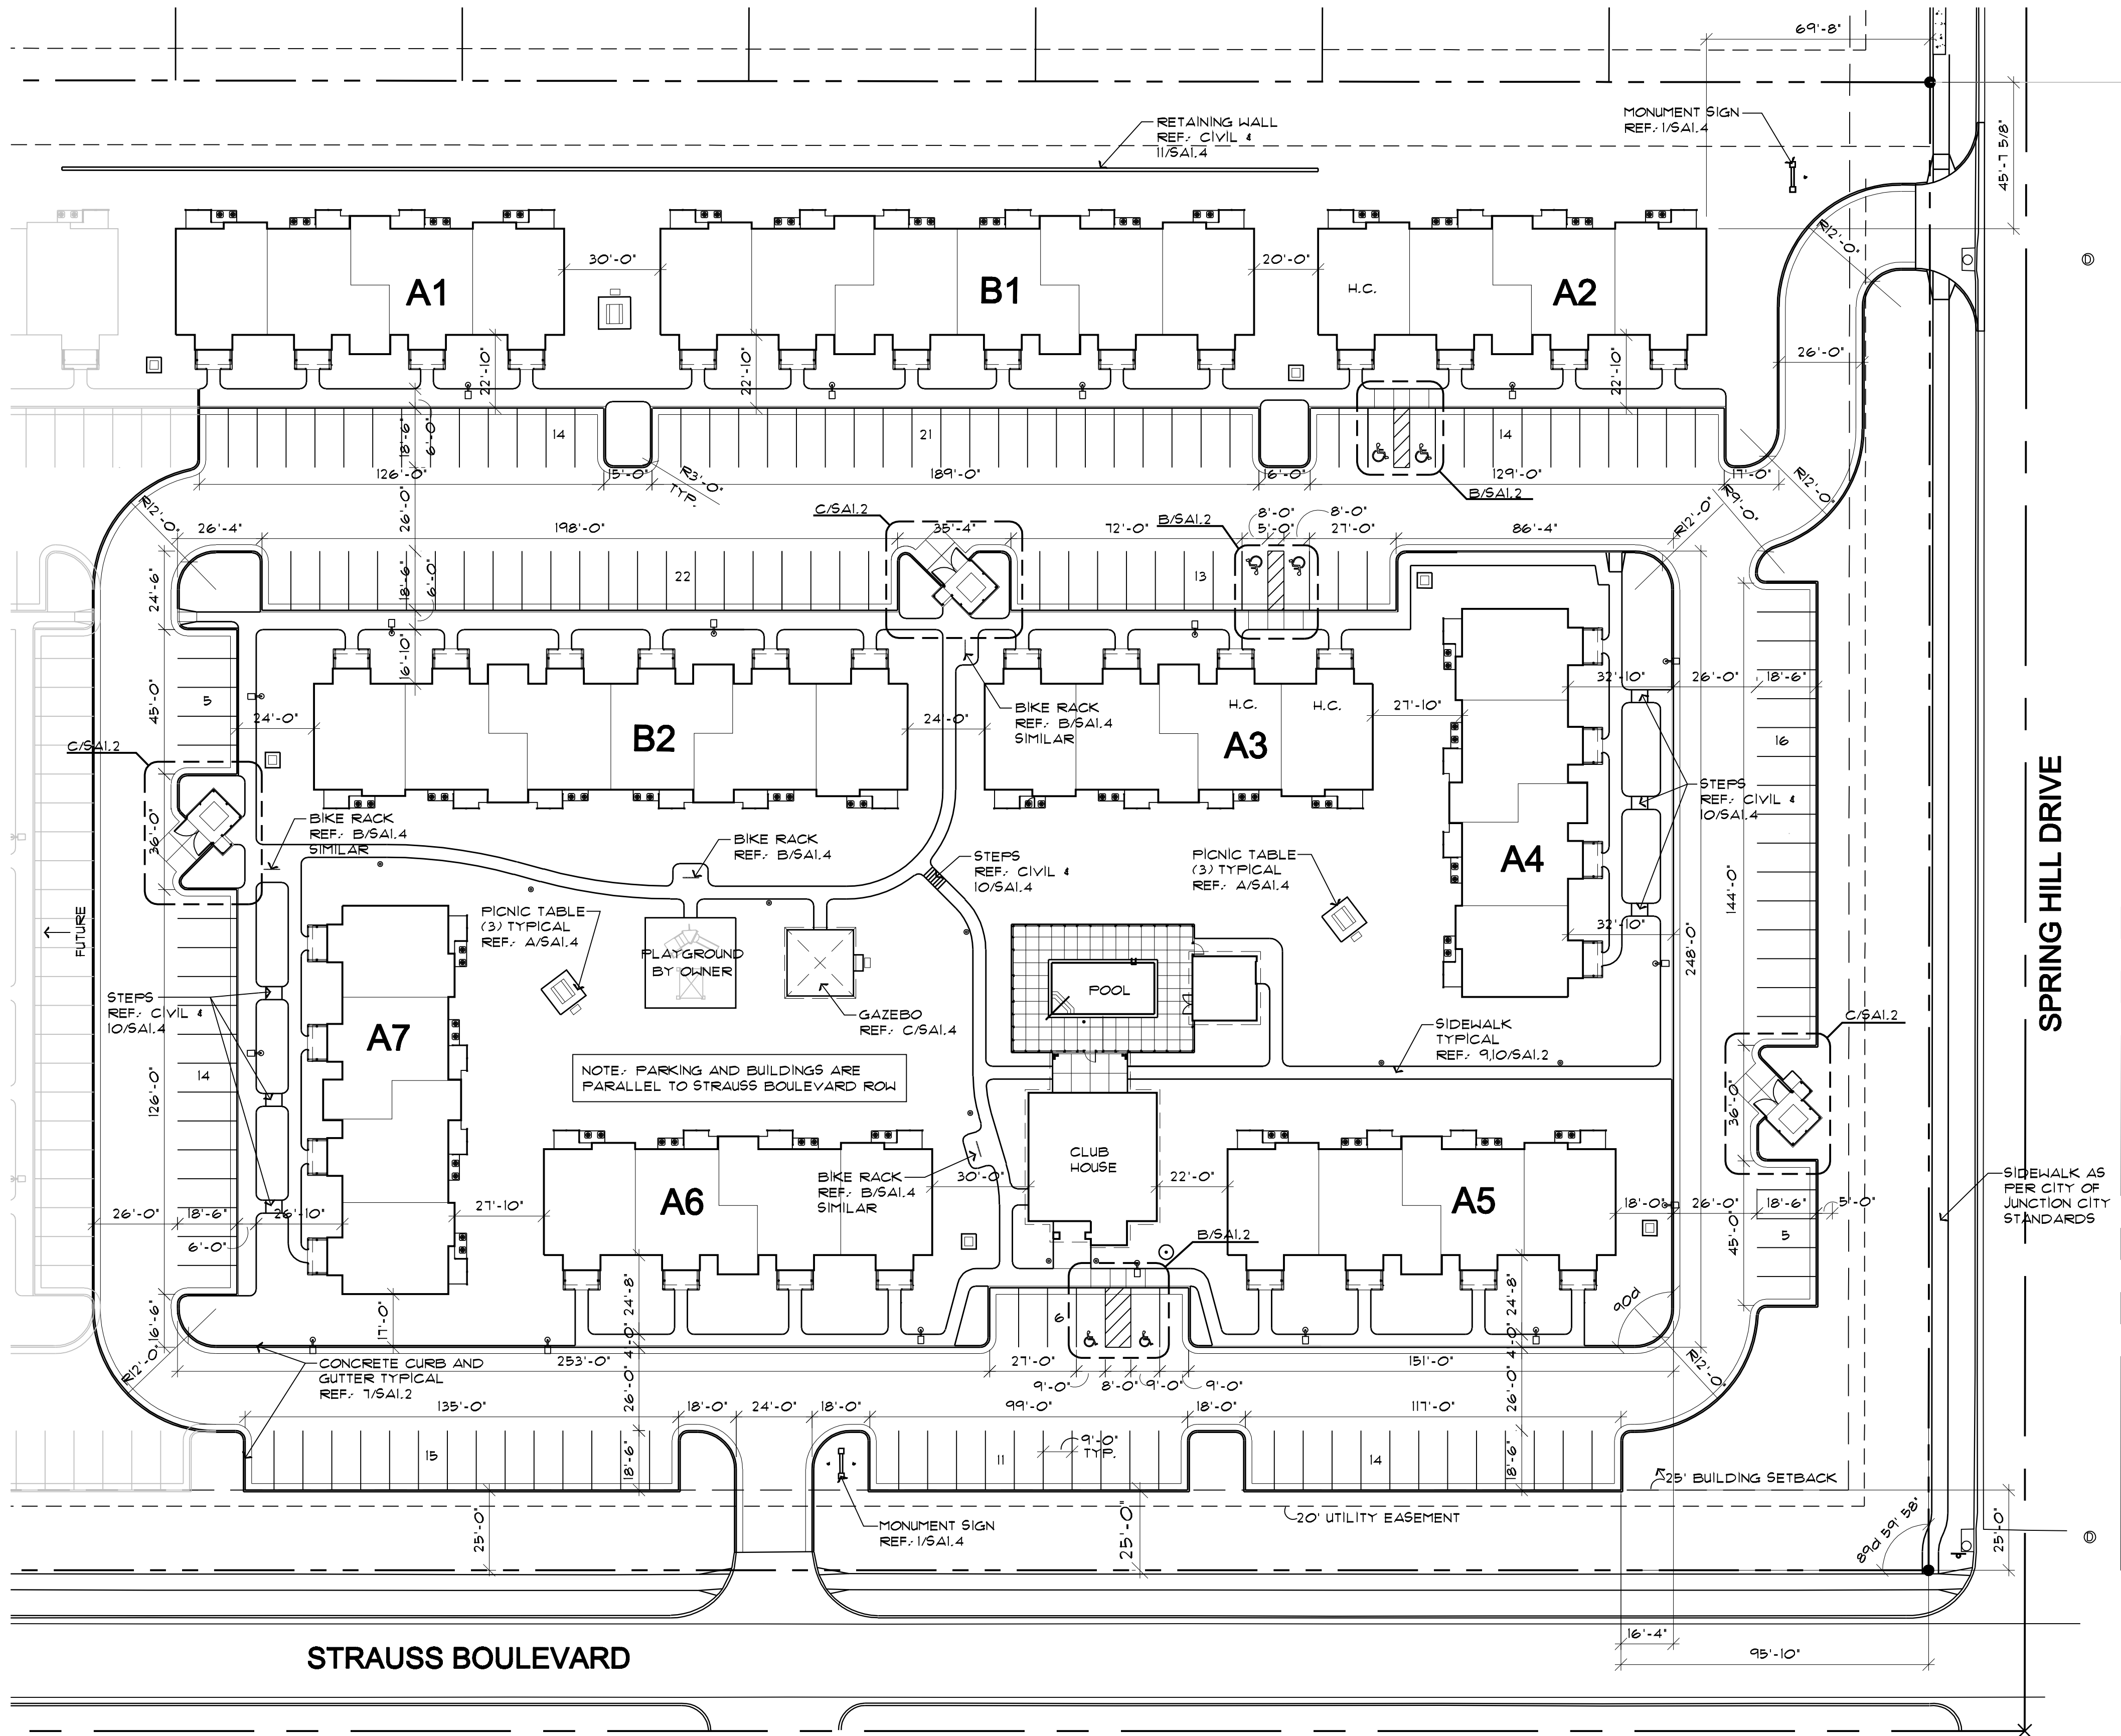 69'-8"
RETAINING WALL
REF.: CIVIL &
11/SA1.4
MONUMENT SIGN
REF.: 1/SA1.4
45'-7 5/8"
R12'-0"
30'-0"
20'-0"
A1
B1
A2
H.C.
D
22'-10"
22'-10"
22'-10"
26'-0"
14
21
14
18'-6"
6'-0"
126'-0"
15'-0"
R3'-0"
TYP.
189'-0"
16'-0"
129'-0"
17'-0"
B/SA1.2
R12'-0"
R9'-0"
R12'-0"
R12'-0"
26'-4"
198'-0"
26'-0"
C/SA1.2
35'-4"
72'-0"
B/SA1.2
8'-0"
5'-0"
8'-0"
27'-0"
86'-4"
24'-6"
22
13
18'-6"
6'-0"
16'-10"
45'-0"
5
24'-0"
B2
24'-0"
BIKE RACK
REF.: B/SA1.4
SIMILAR
H.C.
H.C.
A3
27'-10"
32'-10"
26'-0"
18'-6"
16
C/SA1.2
36'-0"
BIKE RACK
REF.: B/SA1.4
SIMILAR
BIKE RACK
REF.: B/SA1.4
STEPS
REF.: CIVIL &
10/SA1.4
PICNIC TABLE
(3) TYPICAL
REF.: A/SA1.4
A4
STEPS
REF.: CIVIL &
10/SA1.4
SPRING HILL DRIVE
144'-0"
248'-0"
32'-10"
FUTURE
PICNIC TABLE
(3) TYPICAL
REF.: A/SA1.4
PLAYGROUND
BY OWNER
GAZEBO
REF.: C/SA1.4
POOL
STEPS
REF.: CIVIL &
10/SA1.4
A7
SIDEWALK
TYPICAL
REF.: 9,10/SA1.2
C/SA1.2
14
126'-0"
NOTE: PARKING AND BUILDINGS ARE
PARALLEL TO STRAUSS BOULEVARD ROW
36'-0"
CLUB
HOUSE
BIKE RACK
REF.: B/SA1.4
SIMILAR
30'-0"
22'-0"
A6
A5
SIDEWALK AS
PER CITY OF
JUNCTION CITY
STANDARDS
26'-0"
18'-6"
26'-10"
6'-0"
27'-10"
18'-0"
26'-0"
18'-6"
5'-0"
5
45'-0"
B/SA1.2
24'-8"
24'-8"
16'-6"
17'-0"
4'-0"
6
4'-0"
90d
R12'-0"
CONCRETE CURB AND
GUTTER TYPICAL
REF.: 7/SA1.2
253'-0"
26'-0"
27'-0"
9'-0"
8'-0"
9'-0"
9'-0"
151'-0"
26'-0"
R12'-0"
135'-0"
18'-0"
24'-0"
18'-0"
99'-0"
18'-0"
117'-0"
15
18'-6"
11
9'-0"
TYP.
14
18'-6"
25' BUILDING SETBACK
20' UTILITY EASEMENT
25'-0"
MONUMENT SIGN
REF.: 1/SA1.4
25'-0"
89d 59' 58"
25'-0"
D
STRAUSS BOULEVARD
16'-4"
95'-10"